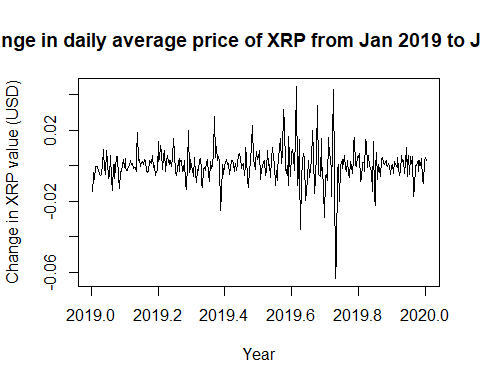 nge in daily average price of XRP from Jan 2019 to J
Change in XRP value (USD)
0.02
-0.02
-0.06
2019.0 2019.2 2019.4 2019.6 2019.8 2020.0
Year